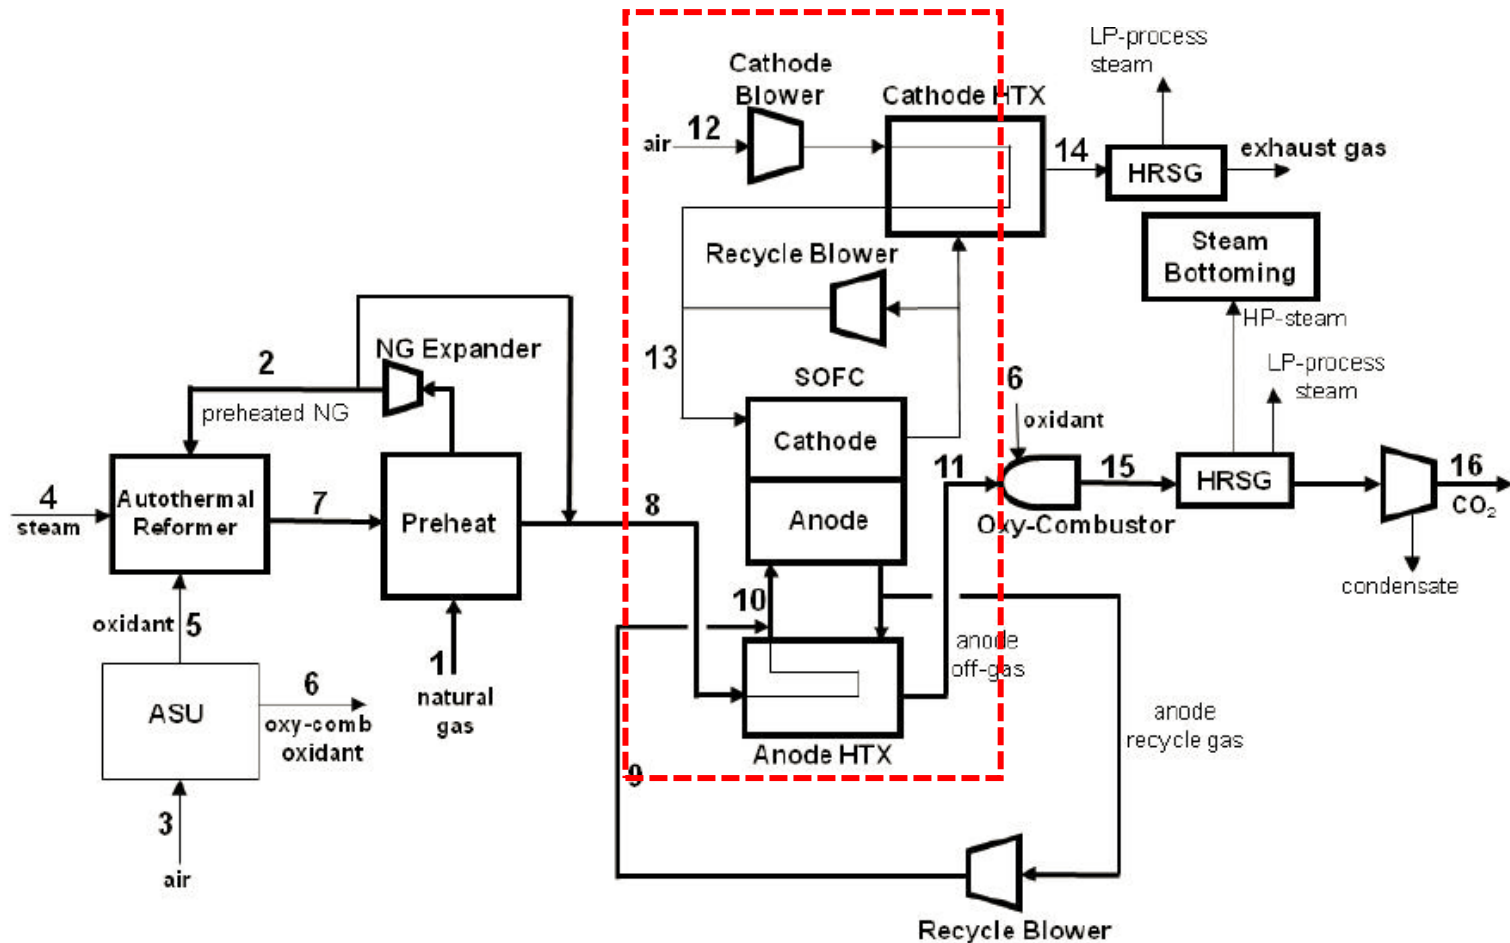 LP-process
steam
Cathode
Blower
Cathode HTX
air
12
14
HRSG
exhaust gas
Steam
Bottoming
Recycle Blower
HP-steam
NG Expander
13
2
preheated NG
SOFC
6
LP-process
steam
oxidant
Cathode
4
steam
Autothermal
Reformer
7
Preheat
8
Anode
11
Oxy-Combustor
15
HRSG
16
CO₂
condensate
10
oxidant
5
1
natural
gas
ASU
6
oxy-comb
oxidant
anode
off-gas
anode
recycle gas
Anode HTX
9
3
air
Recycle Blower